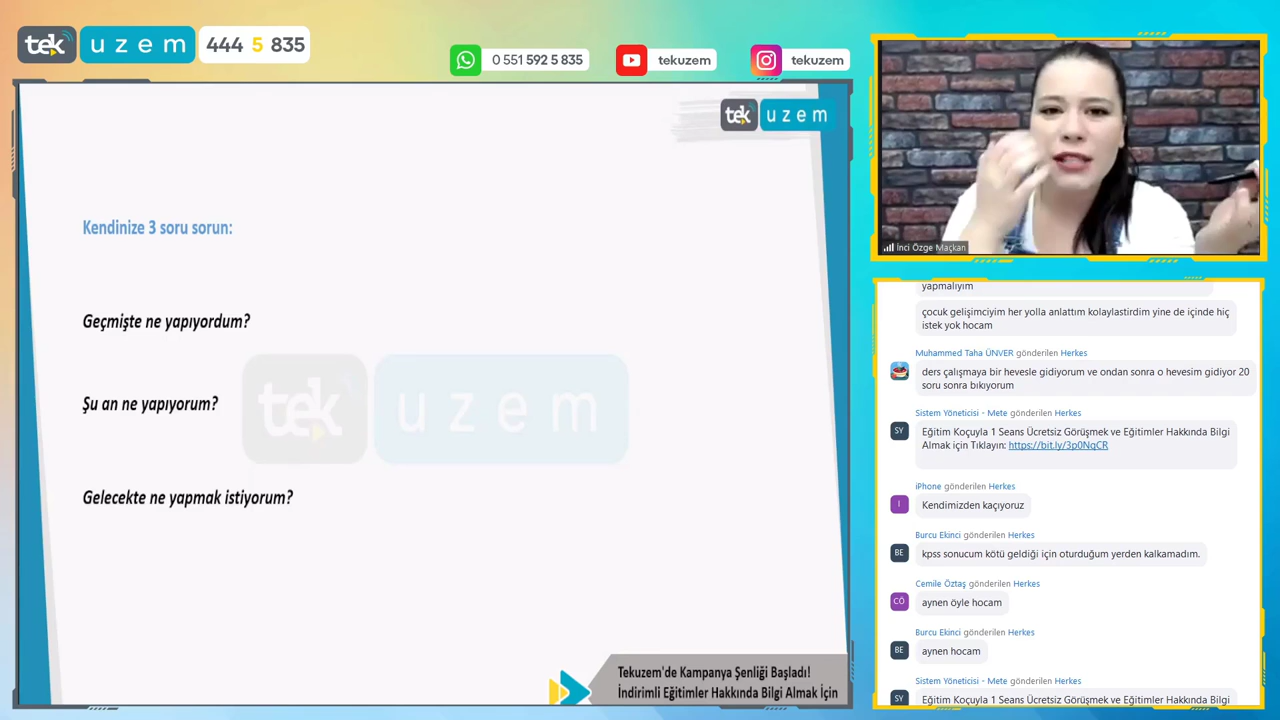 tek uzem 444 5 835
0 551 592 5 835
tekuzem
tekuzem
tek uzem
Kendinize 3 soru sorun:
Geçmişte ne yapıyordum?
Şu an ne yapıyorum?
tek uzem
Gelecekte ne yapmak istiyorum?
Tekuzem'de Kampanya Şenliği Başladı!
İndirimli Eğitimler Hakkında Bilgi Almak İçin
İnci Özge Maçkan
yapmalıyım
çocuk gelişimciyim her yolla anlattım kolaylastirdim yine de içinde hiç
istek yok hocam
Muhammed Taha ÜNVER gönderilen Herkes
ders çalışmaya bir hevesle gidiyorum ve ondan sonra o hevesim gidiyor 20
soru sonra bıkıyorum
Sistem Yöneticisi - Mete gönderilen Herkes
SY
Eğitim Koçuyla 1 Seans Ücretsiz Görüşmek ve Eğitimler Hakkında Bilgi
Almak için Tıklayın: https://bit.ly/3p0NqCR
iPhone gönderilen Herkes
I
Kendimizden kaçıyoruz
Burcu Ekinci gönderilen Herkes
BE
kpss sonucum kötü geldiği için oturduğum yerden kalkamadım.
Cemile Öztaş gönderilen Herkes
CÖ
aynen öyle hocam
Burcu Ekinci gönderilen Herkes
BE
aynen hocam
Sistem Yöneticisi - Mete gönderilen Herkes
SY
Eğitim Koçuyla 1 Seans Ücretsiz Görüşmek ve Eğitimler Hakkında Bilgi